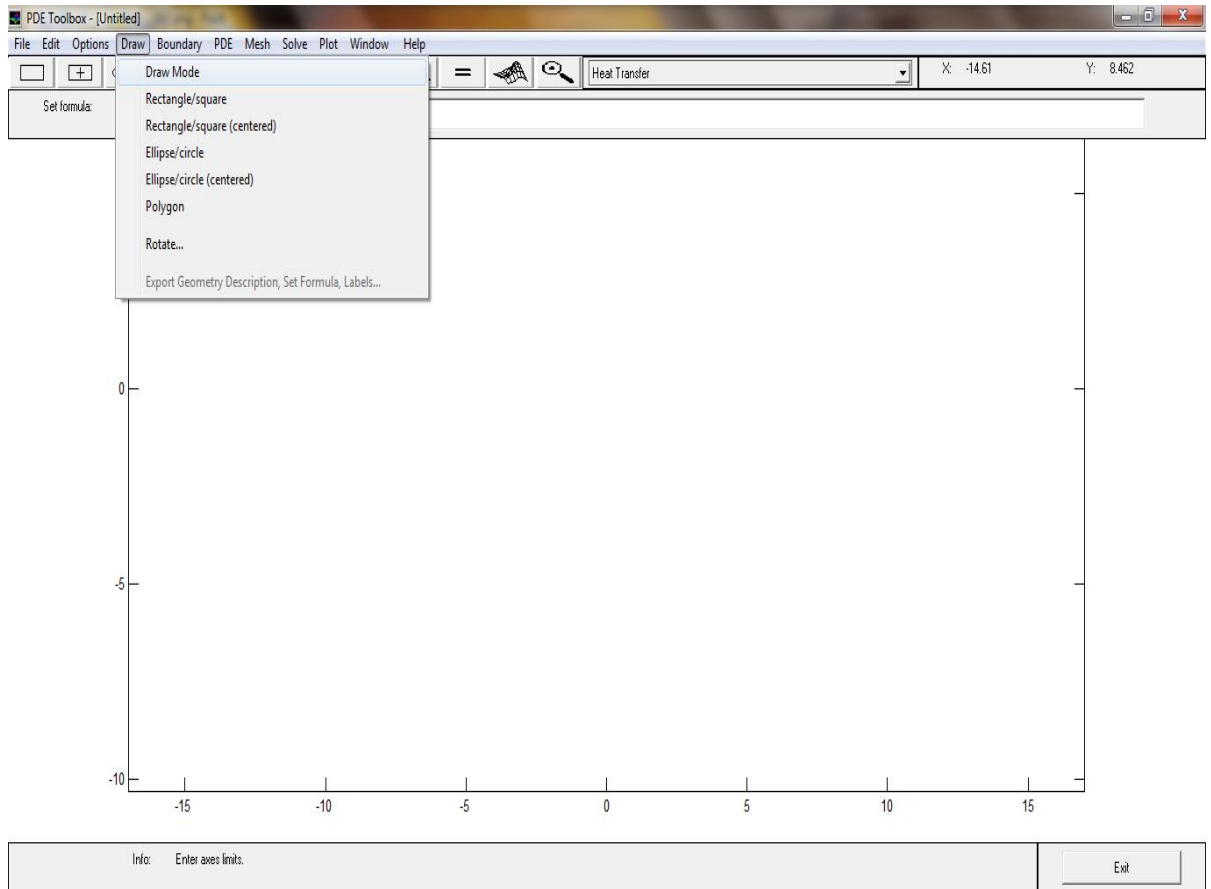 PDE Toolbox - [Untitled]
File Edit Options Draw Boundary PDE Mesh Solve Plot Window Help
= Heat Transfer X: -14.61 Y: 8.462
Set formula:
Draw Mode
Rectangle/square
Rectangle/square (centered)
Ellipse/circle
Ellipse/circle (centered)
Polygon
Rotate...
Export Geometry Description, Set Formula, Labels...
0
-5
-10
-15 -10 -5 0 5 10 15
Info: Enter axes limits.
Exit